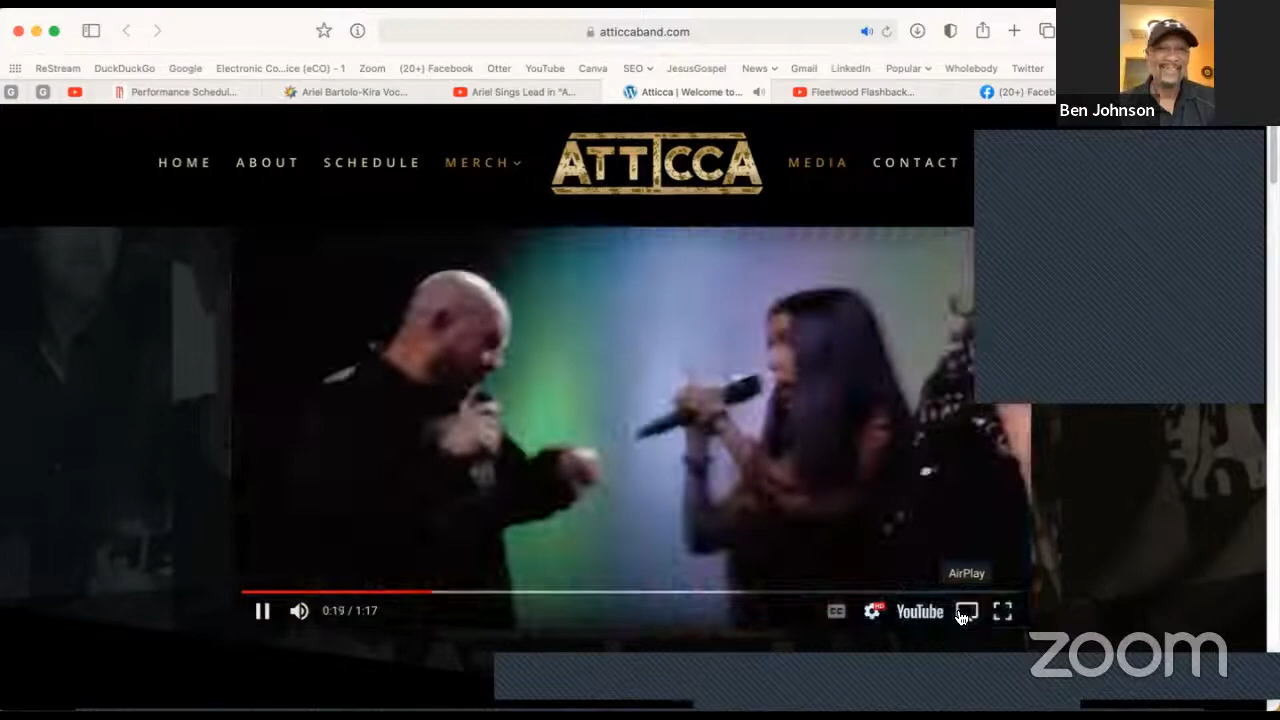 atticcaband.com
ReStream DuckDuckGo Google Electronic Co...ice (eCO) - 1 Zoom (20+) Facebook Otter YouTube Canva SEO JesusGospel News Gmail LinkedIn Popular Wholebody Twitter
G G Performance Schedul... Ariel Bartolo-Kira Voc... Ariel Sings Lead in "A... Atticca | Welcome to... Fleetwood Flashback... (20+) Faceb
Ben Johnson
HOME ABOUT SCHEDULE MERCH ATTICCA MEDIA CONTACT
AirPlay
0:19 / 1:17 CC HD YouTube
zoom